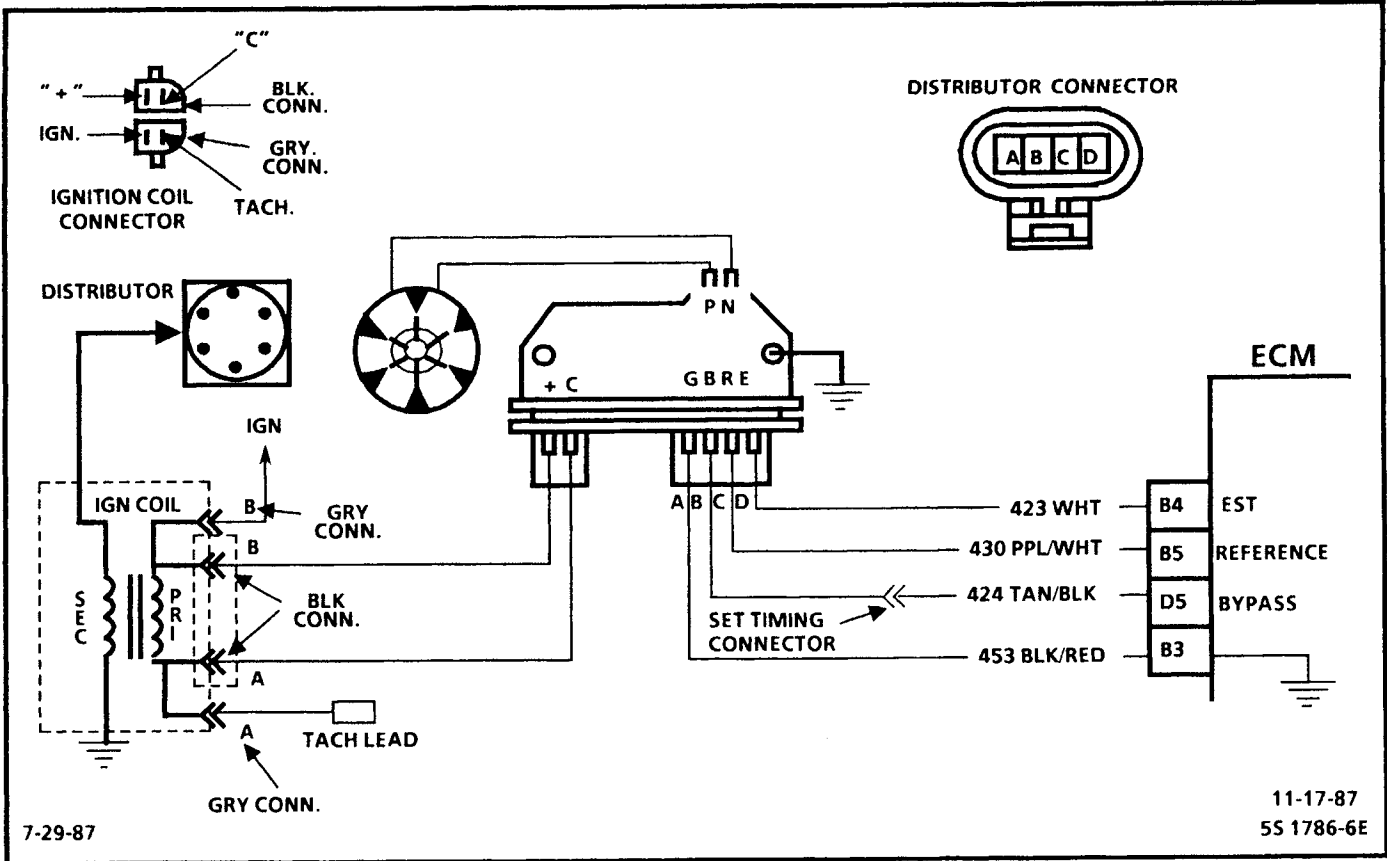 "C"
"+"
BLK.
CONN.
IGN.
GRY.
CONN.
IGNITION COIL
CONNECTOR
TACH.
DISTRIBUTOR CONNECTOR
A B C D
DISTRIBUTOR
P N
+ C
G B R E
ECM
IGN
IGN COIL
B
GRY
CONN.
B
SEC
PRI
BLK
CONN.
A
A
TACH LEAD
GRY CONN.
A B C D
423 WHT
B4
EST
430 PPL/WHT
B5
REFERENCE
424 TAN/BLK
D5
BYPASS
SET TIMING
CONNECTOR
453 BLK/RED
B3
7-29-87
11-17-87
5S 1786-6E